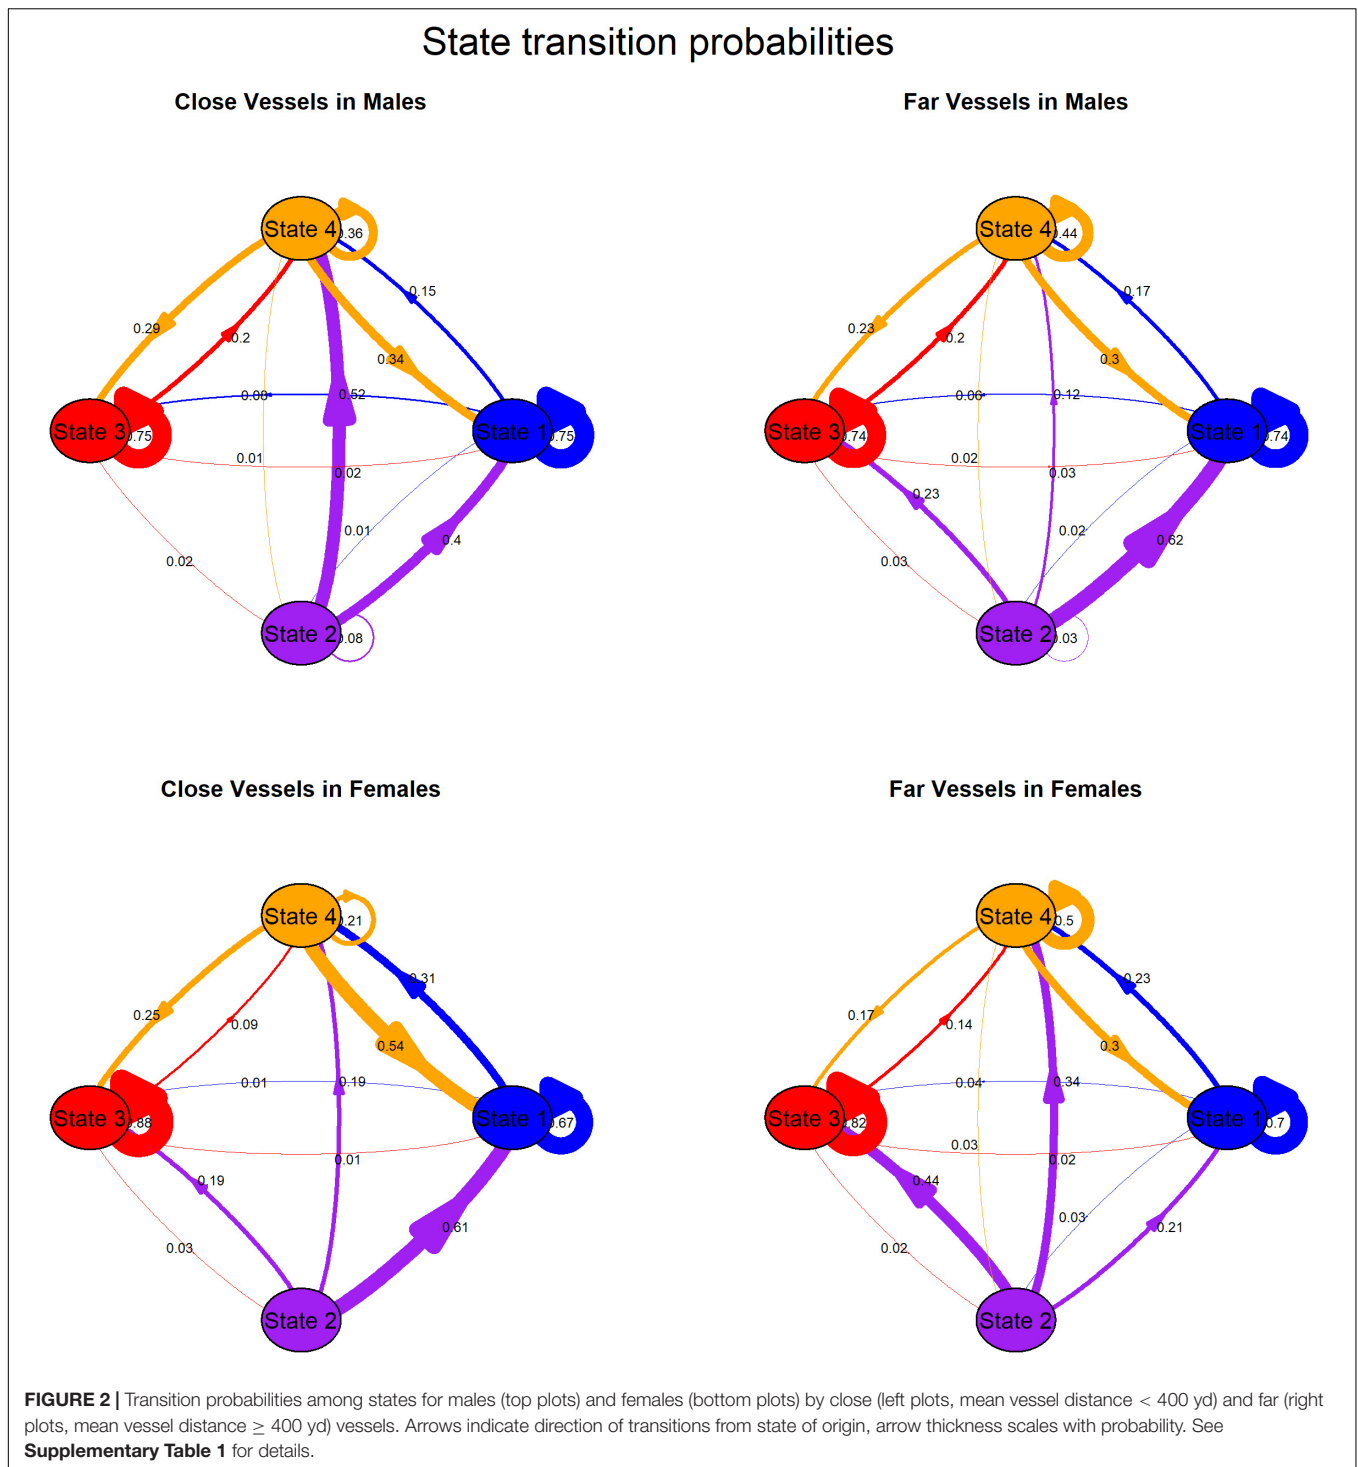 State transition probabilities
Close Vessels in Males
Far Vessels in Males
State 4
0.36
0.15
0.29
0.2
0.34
0.08
0.52
State 3
0.75
State 1
0.75
0.01
0.02
0.01
0.4
0.02
State 2
0.08
State 4
0.44
0.17
0.23
0.2
0.3
0.06
0.12
State 3
0.74
State 1
0.74
0.02
0.03
0.23
0.02
0.62
0.03
State 2
0.03
Close Vessels in Females
Far Vessels in Females
State 4
0.21
0.31
0.25
0.09
0.54
0.01
0.19
State 3
0.88
State 1
0.67
0.01
0.19
0.61
0.03
State 2
State 4
0.5
0.23
0.17
0.14
0.3
0.04
0.34
State 3
0.82
State 1
0.7
0.03
0.02
0.44
0.03
0.21
0.02
State 2
FIGURE 2 | Transition probabilities among states for males (top plots) and females (bottom plots) by close (left plots, mean vessel distance < 400 yd) and far (right
plots, mean vessel distance ≥ 400 yd) vessels. Arrows indicate direction of transitions from state of origin, arrow thickness scales with probability. See
Supplementary Table 1 for details.